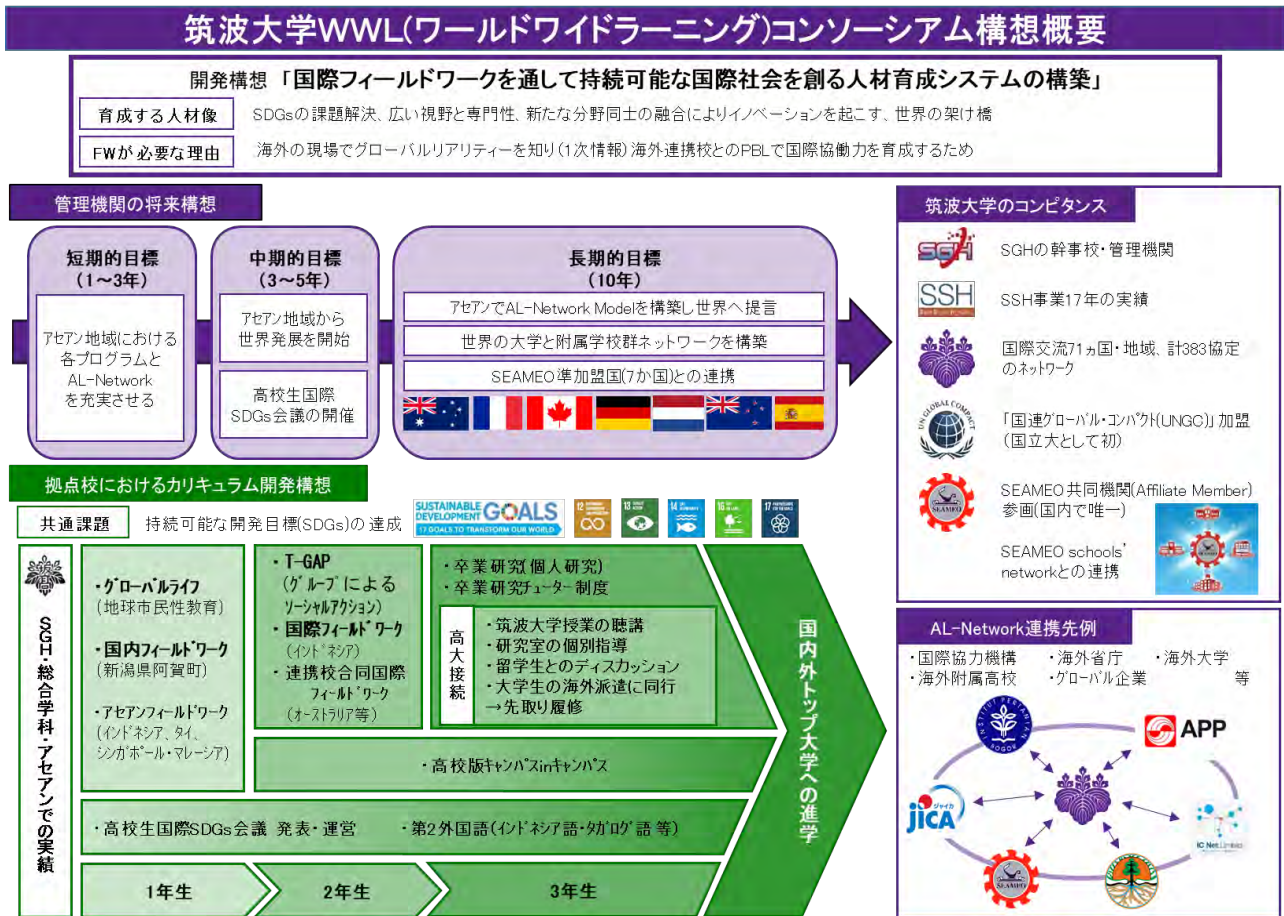 筑波大学WWL(ワールドワイドラーニング)コンソーシアム構想概要
開発構想 「国際フィールドワークを通して持続可能な国際社会を創る人材育成システムの構築」
育成する人材像
SDGsの課題解決、広い視野と専門性、新たな分野同士の融合によりイノベーションを起こす、世界の架け橋
FWが必要な理由
海外の現場でグローバルリアリティーを知り(1次情報)海外連携校とのPBLで国際協働力を育成するため
管理機関の将来構想
短期的目標
(1~3年)
アセアン地域における
各プログラムと
AL-Network
を充実させる
中期的目標
(3~5年)
アセアン地域から
世界発展を開始
高校生国際
SDGs会議の開催
長期的目標
(10年)
アセアンでAL-Network Modelを構築し世界へ提言
世界の大学と附属学校群ネットワークを構築
SEAMEO準加盟国(7か国)との連携
筑波大学のコンピタンス
SGH
SGHの幹事校・管理機関
SSH
SSH事業17年の実績
国際交流71ヵ国・地域、計383協定
のネットワーク
UN GLOBAL COMPACT
「国連グローバル・コンパクト(UNGC)」加盟
(国立大として初)
SEAMEO
SEAMEO共同機関(Affiliate Member)
参画(国内で唯一)
SEAMEO schools'
networkとの連携
拠点校におけるカリキュラム開発構想
共通課題
持続可能な開発目標(SDGs)の達成
SUSTAINABLE
DEVELOPMENT GOALS
17 GOALS TO TRANSFORM OUR WORLD
12
13
14
15
17
SGH・総合学科・アセアンでの実績
・グローバルライフ
(地球市民性教育)
・国内フィールドワーク
(新潟県阿賀町)
・アセアンフィールドワーク
(インドネシア、タイ、
シンガポール・マレーシア)
・T-GAP
(グループによる
ソーシャルアクション)
・国際フィールドワーク
(インドネシア)
・連携校合同国際
フィールドワーク
(オーストラリア等)
・卒業研究(個人研究)
・卒業研究チューター制度
高大接続
・筑波大学授業の聴講
・研究室の個別指導
・留学生とのディスカッション
・大学生の海外派遣に同行
→先取り履修
・高校版キャンパスinキャンパス
・高校生国際SDGs会議 発表・運営 ・第2外国語(インドネシア語・タガログ語 等)
1年生
2年生
3年生
国内外トップ大学への進学
AL-Network連携先例
・国際協力機構 ・海外省庁 ・海外大学
・海外附属高校 ・グローバル企業 等
INSTITUT PERTANIAN
BOGOR
APP
ジャイカ
JICA
IC Net Limited
SEAMEO